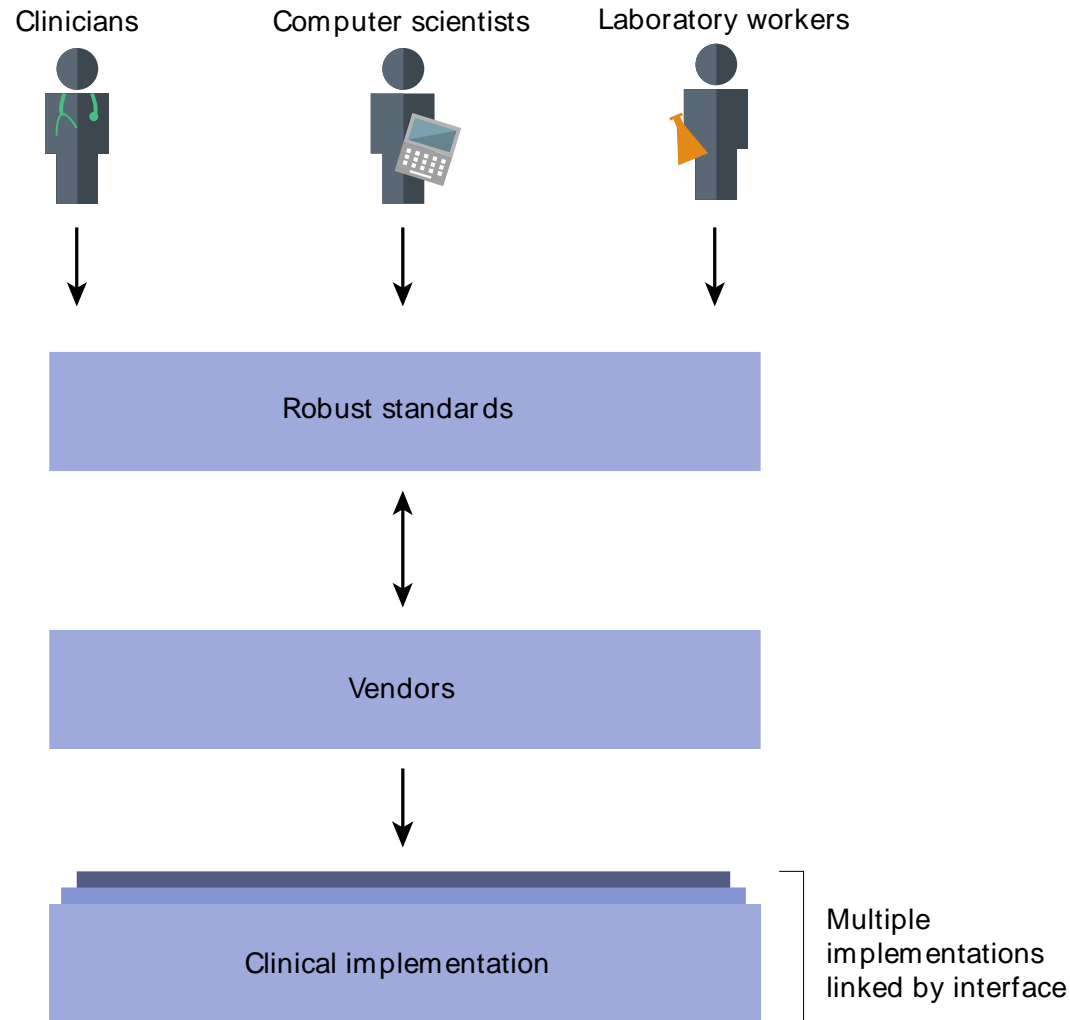 Clinicians
Computer scientists
Laboratory workers
Robust standards
Vendors
Clinical implementation
Multiple
implementations
linked by interface